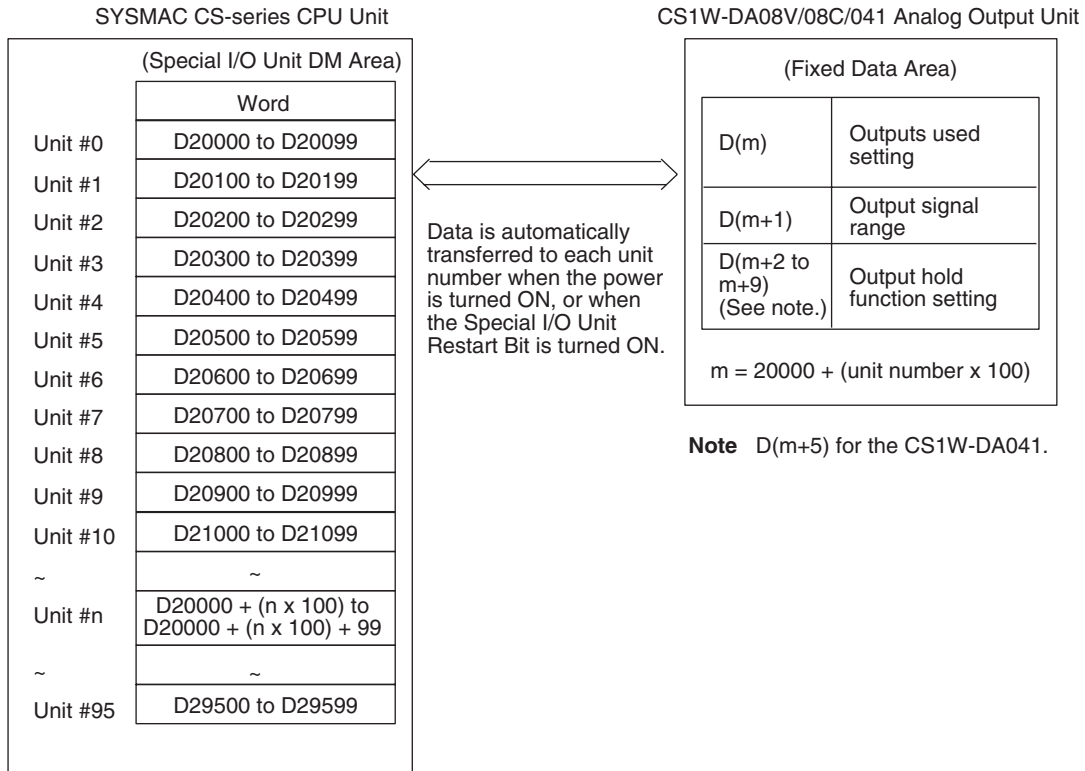 SYSMAC CS-series CPU Unit
CS1W-DA08V/08C/041 Analog Output Unit
(Special I/O Unit DM Area)
Word
Unit #0 D20000 to D20099
Unit #1 D20100 to D20199
Unit #2 D20200 to D20299
Unit #3 D20300 to D20399
Unit #4 D20400 to D20499
Unit #5 D20500 to D20599
Unit #6 D20600 to D20699
Unit #7 D20700 to D20799
Unit #8 D20800 to D20899
Unit #9 D20900 to D20999
Unit #10 D21000 to D21099
~ ~
Unit #n D20000 + (n x 100) to
D20000 + (n x 100) + 99
~ ~
Unit #95 D29500 to D29599
Data is automatically
transferred to each unit
number when the power
is turned ON, or when
the Special I/O Unit
Restart Bit is turned ON.
(Fixed Data Area)
D(m) Outputs used
setting
D(m+1) Output signal
range
D(m+2 to
m+9)
(See note.)
Output hold
function setting
m = 20000 + (unit number x 100)
Note D(m+5) for the CS1W-DA041.